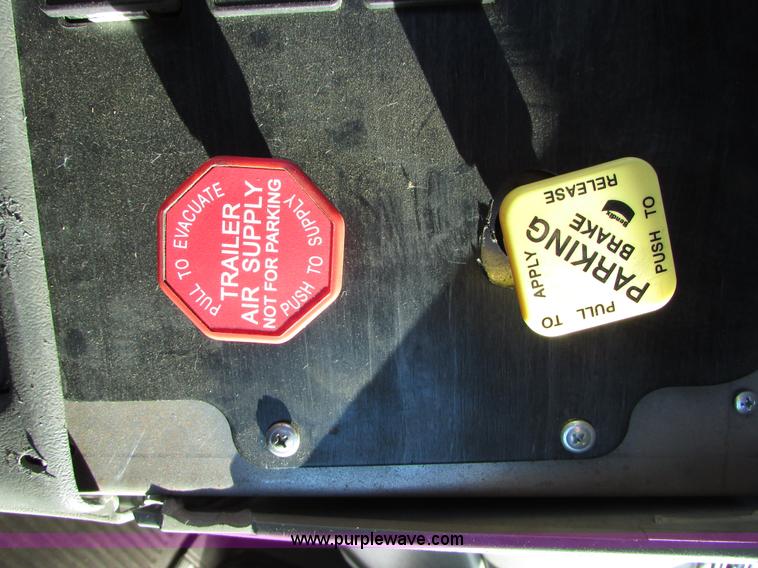 PULL TO EVACUATE
TRAILER
AIR SUPPLY
NOT FOR PARKING
PUSH TO SUPPLY
PUSH TO
RELEASE
Bendix
PARKING
BRAKE
PULL TO
APPLY
www.purplewave.com